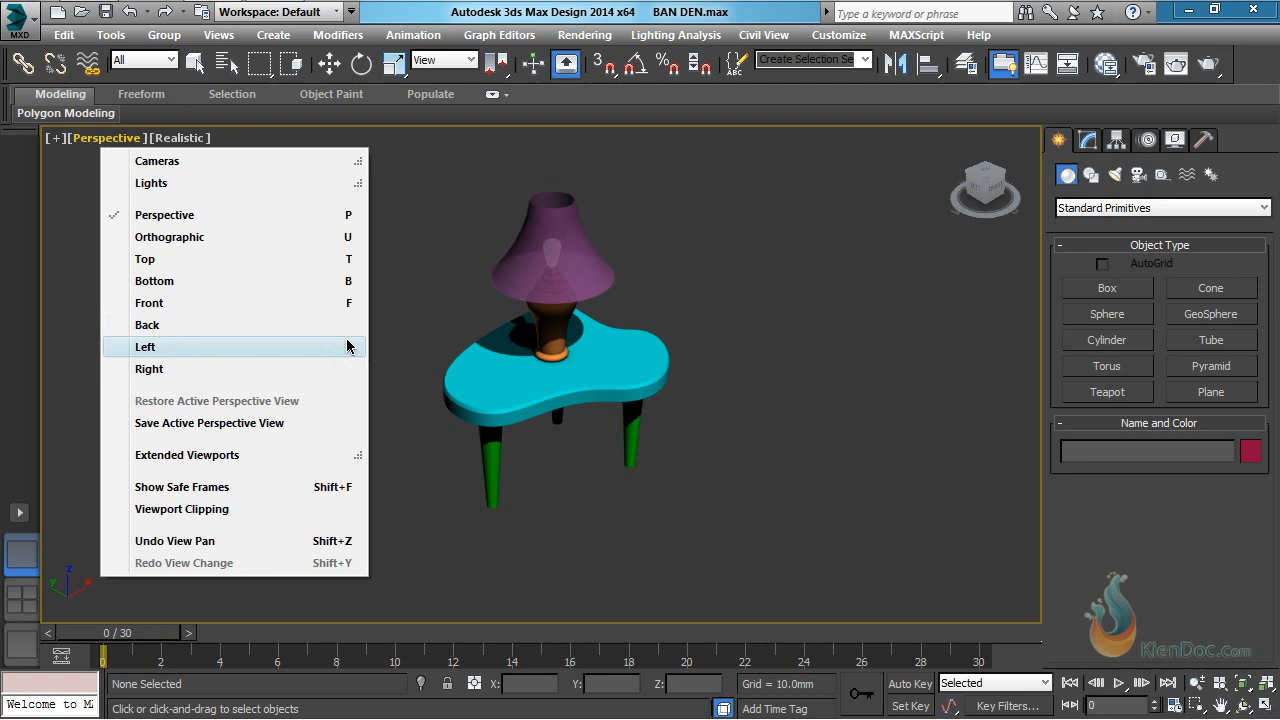 Workspace: Default
Autodesk 3ds Max Design 2014 x64 BAN DEN.max
Type a keyword or phrase
MXD
Edit Tools Group Views Create Modifiers Animation Graph Editors Rendering Lighting Analysis Civil View Customize MAXScript Help
All
View
3
Create Selection Se
Modeling Freeform Selection Object Paint Populate
Polygon Modeling
[+][Perspective][Realistic]
Cameras
Lights
Perspective P
Orthographic U
Top T
Bottom B
Front F
Back
Left
Right
Restore Active Perspective View
Save Active Perspective View
Extended Viewports
Show Safe Frames Shift+F
Viewport Clipping
Undo View Pan Shift+Z
Redo View Change Shift+Y
Standard Primitives
Object Type
AutoGrid
Box Cone
Sphere GeoSphere
Cylinder Tube
Torus Pyramid
Teapot Plane
Name and Color
z
y x
KienDoc.Com
< 0 / 30 >
0 2 4 6 8 10 12 14 16 18 20 22 24 26 28 30
None Selected X: Y: Z: Grid = 10.0mm Auto Key Selected
Welcome to MA
Click or click-and-drag to select objects Add Time Tag Set Key Key Filters... 0